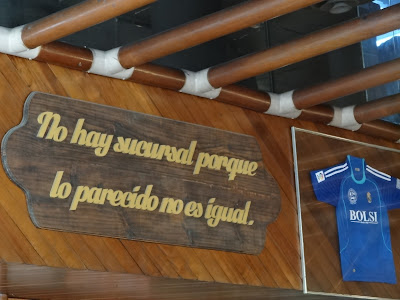 No hay sucursal porque
lo parecido no es igual.
BOLSI